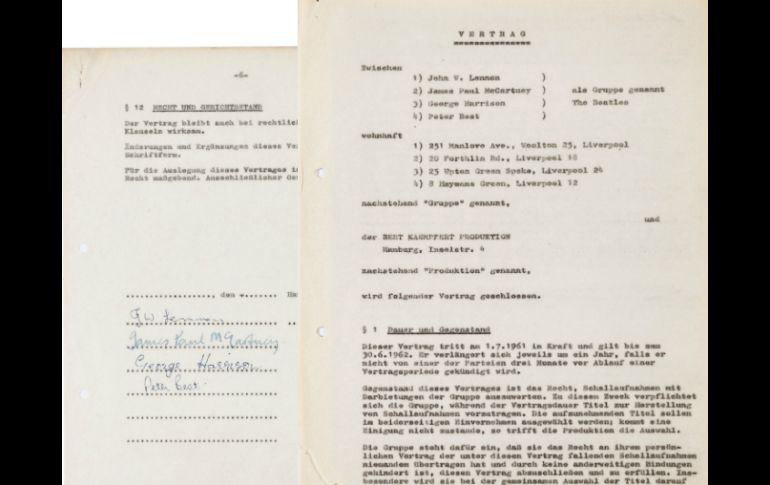 -6-
§ 12 RECHT UND GERICHTSSTAND
Der Vertrag bleibt auch bei rechtlic
Klauseln wirksam.
Änderungen und Ergänzungen dieses Ve
Schriftform.
Für die Auslegung dieses Vertrages i
Recht maßgebend. Ausschließlicher Ge
...................., den ........ Ha
J W Lennon
James Paul McCartney
George Harrison
Peter Best
VERTRAG
Zwischen
1) John W. Lennon )
2) James Paul McCartney ) als Gruppe genannt
3) George Harrison ) The Beatles
4) Peter Best )
wohnhaft
1) 251 Manlove Ave., Woolton 25, Liverpool
2) 20 Forthlin Rd., Liverpool 18
3) 25 Upton Green Speke, Liverpool 24
4) 8 Haymans Green, Liverpool 12
nachstehend "Gruppe" genannt,
und
der BERT KAEMPFERT PRODUKTION
Hamburg, Inselstr. 4
nachstehend "Produktion" genannt,
wird folgender Vertrag geschlossen.
§ 1 Dauer und Gegenstand
Dieser Vertrag tritt am 1.7.1961 in Kraft und gilt bis zum
30.6.1962. Er verlängert sich jeweils um ein Jahr, falls er
nicht von einer der Parteien drei Monate vor Ablauf einer
Vertragsperiode gekündigt wird.
Gegenstand dieses Vertrages ist das Recht, Schallaufnahmen mit
Darbietungen der Gruppe auszuwerten. Zu diesem Zweck verpflichtet
sich die Gruppe, während der Vertragsdauer Titel zur Herstellung
von Schallaufnahmen vorzutragen. Die aufzunehmenden Titel sollen
im beiderseitigen Einvernehmen ausgewählt werden; kommt eine
Einigung nicht zustande, so trifft die Produktion die Auswahl.
Die Gruppe steht dafür ein, daß sie das Recht an ihrem persön-
lichen Vortrag der unter diesen Vertrag fallenden Schallaufnahmen
niemandem übertragen hat und durch keine anderweitigen Bindungen
gehindert ist, diesen Vertrag abzuschließen und zu erfüllen. Ins-
besondere wird sie bei der gemeinsamen Auswahl der Titel darauf